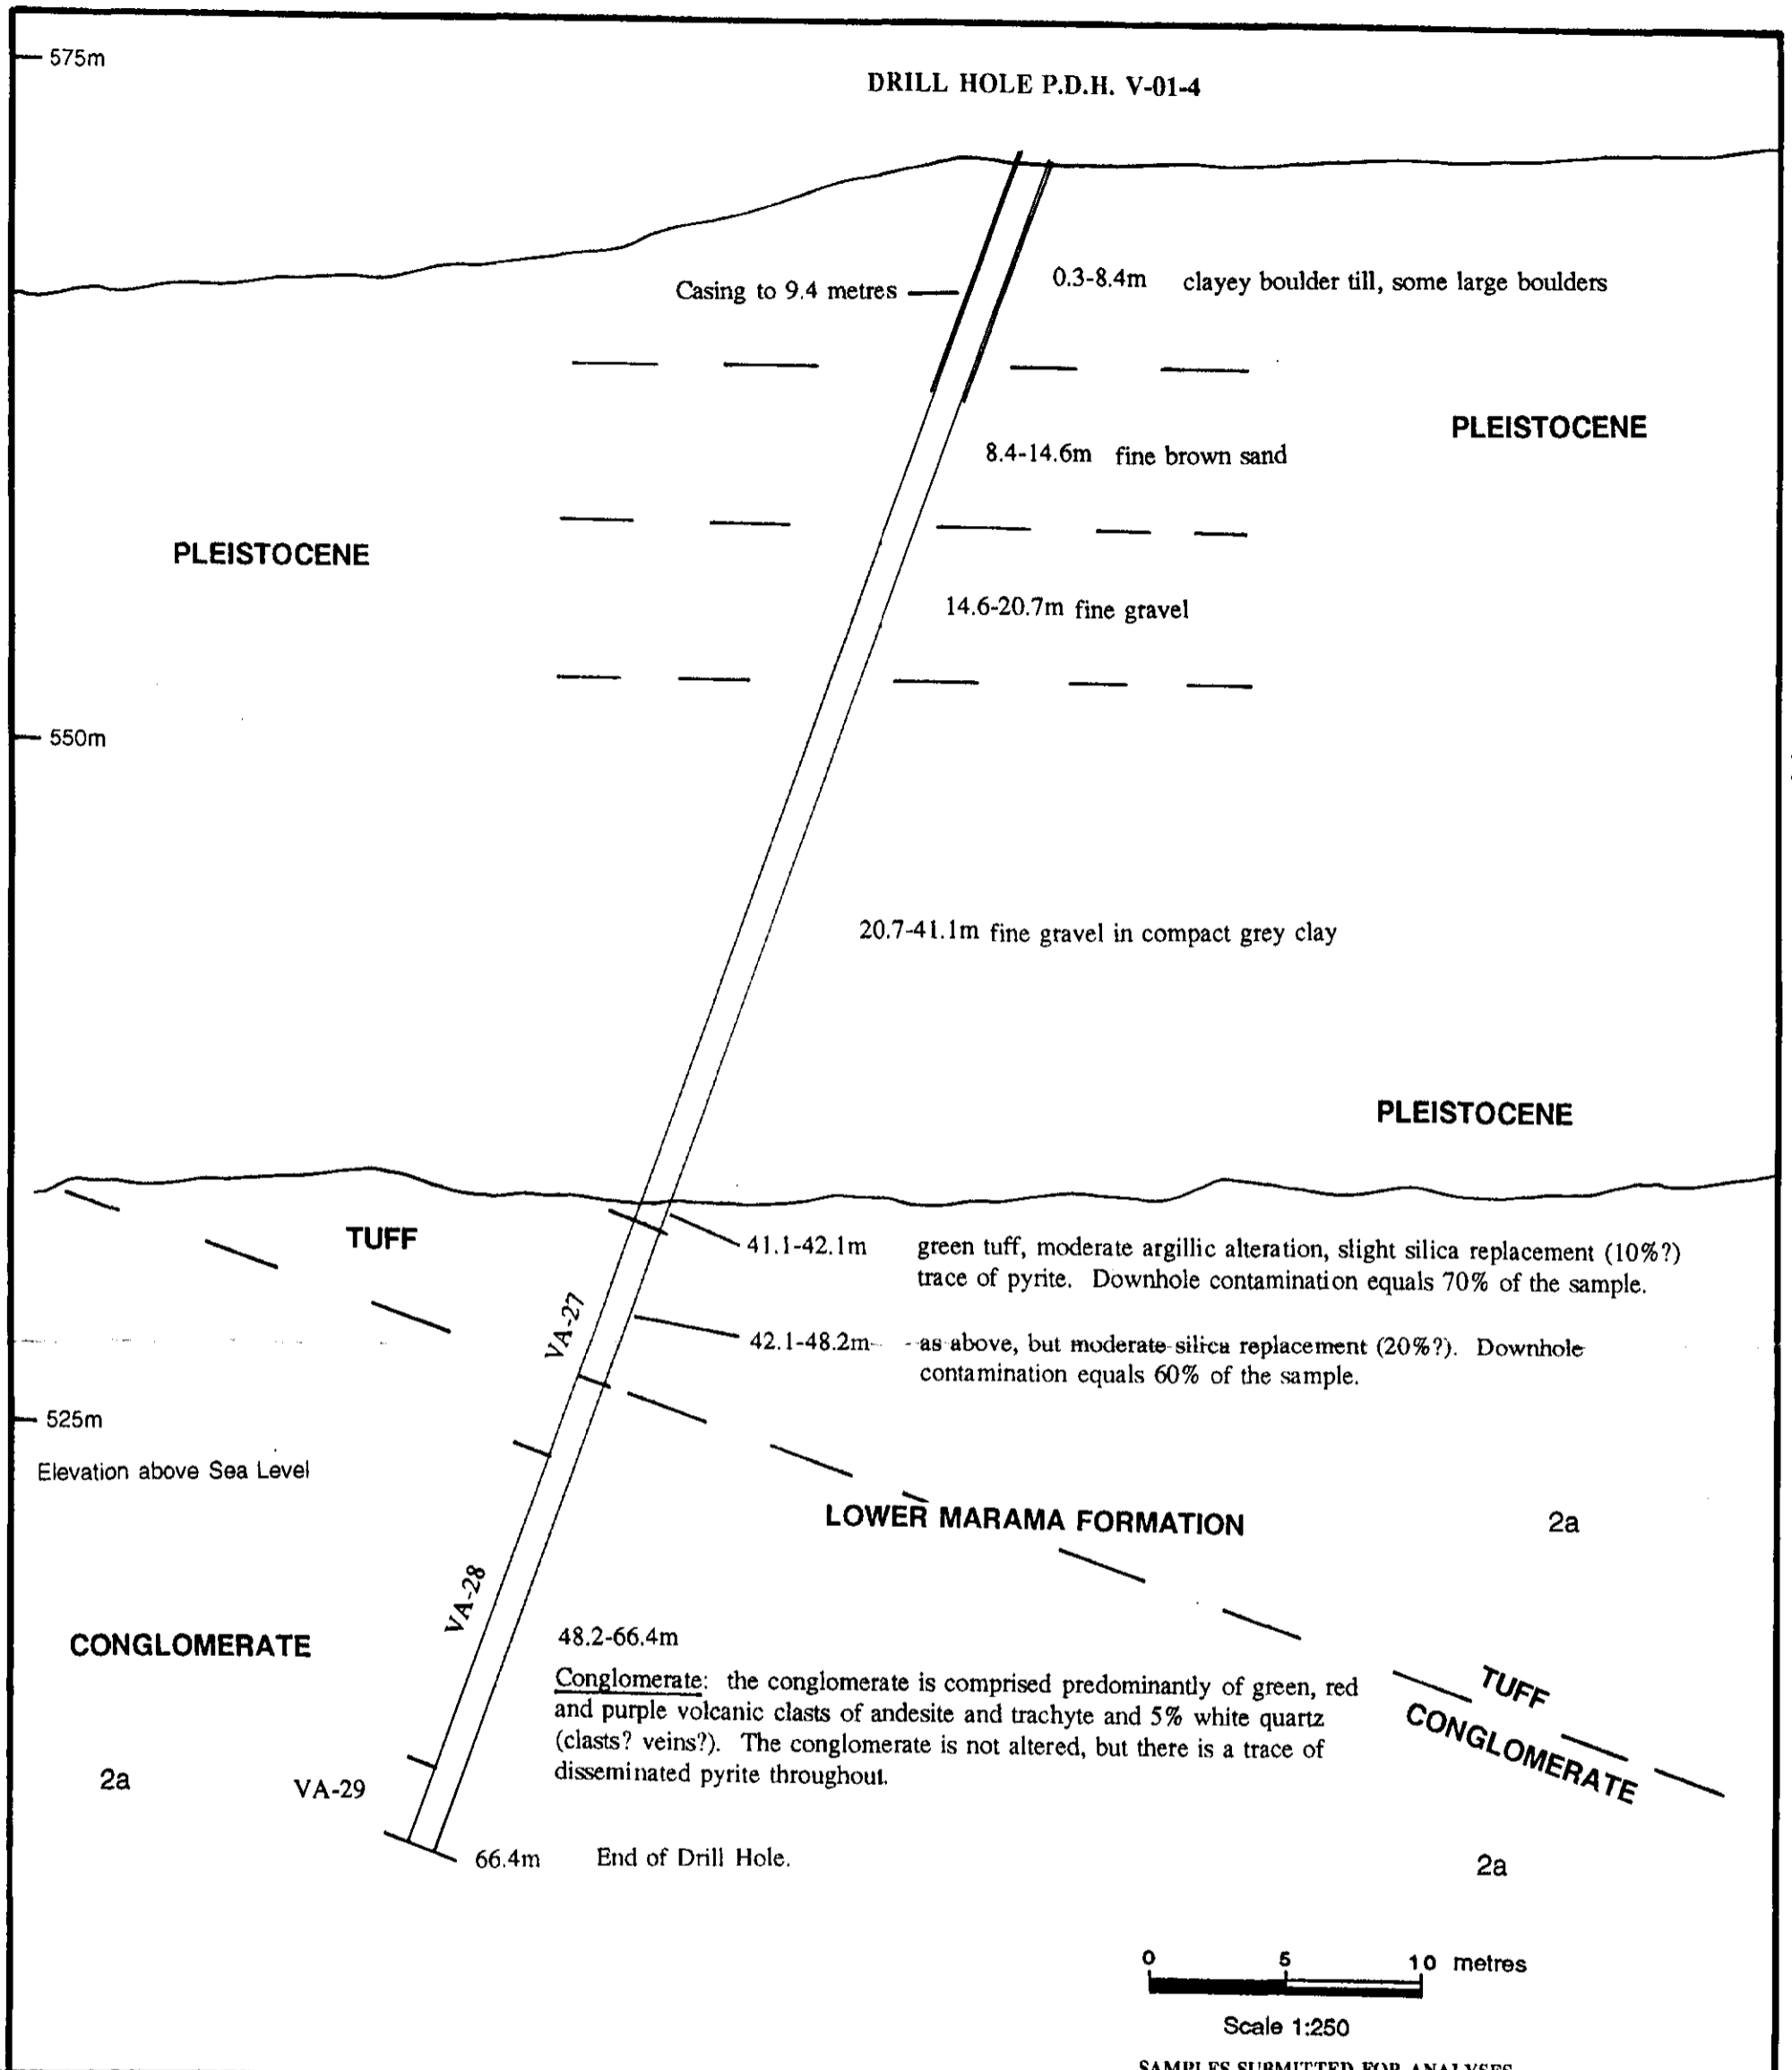 575m
DRILL HOLE P.D.H. V-01-4
Casing to 9.4 metres
0.3-8.4m clayey boulder till, some large boulders
PLEISTOCENE
8.4-14.6m fine brown sand
PLEISTOCENE
14.6-20.7m fine gravel
550m
20.7-41.1m fine gravel in compact grey clay
PLEISTOCENE
TUFF
41.1-42.1m green tuff, moderate argillic alteration, slight silica replacement (10%?)
trace of pyrite. Downhole contamination equals 70% of the sample.
VA-27
42.1-48.2m - as above, but moderate silica replacement (20%?). Downhole
contamination equals 60% of the sample.
525m
Elevation above Sea Level
LOWER MARAMA FORMATION
2a
VA-28
CONGLOMERATE
48.2-66.4m
Conglomerate: the conglomerate is comprised predominantly of green, red
and purple volcanic clasts of andesite and trachyte and 5% white quartz
(clasts? veins?). The conglomerate is not altered, but there is a trace of
disseminated pyrite throughout.
TUFF
CONGLOMERATE
2a
VA-29
66.4m End of Drill Hole.
2a
0 5 10 metres
Scale 1:250
SAMPLES SUBMITTED FOR ANALYSES